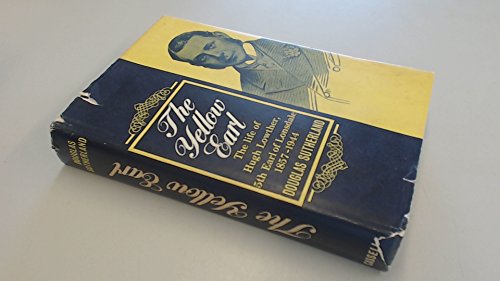 The
Yellow
Earl
The life of
Hugh Lowther,
5th Earl of Lonsdale
1857-1944
DOUGLAS SUTHERLAND
DOUGLAS
SUTHERLAND
The Yellow Earl